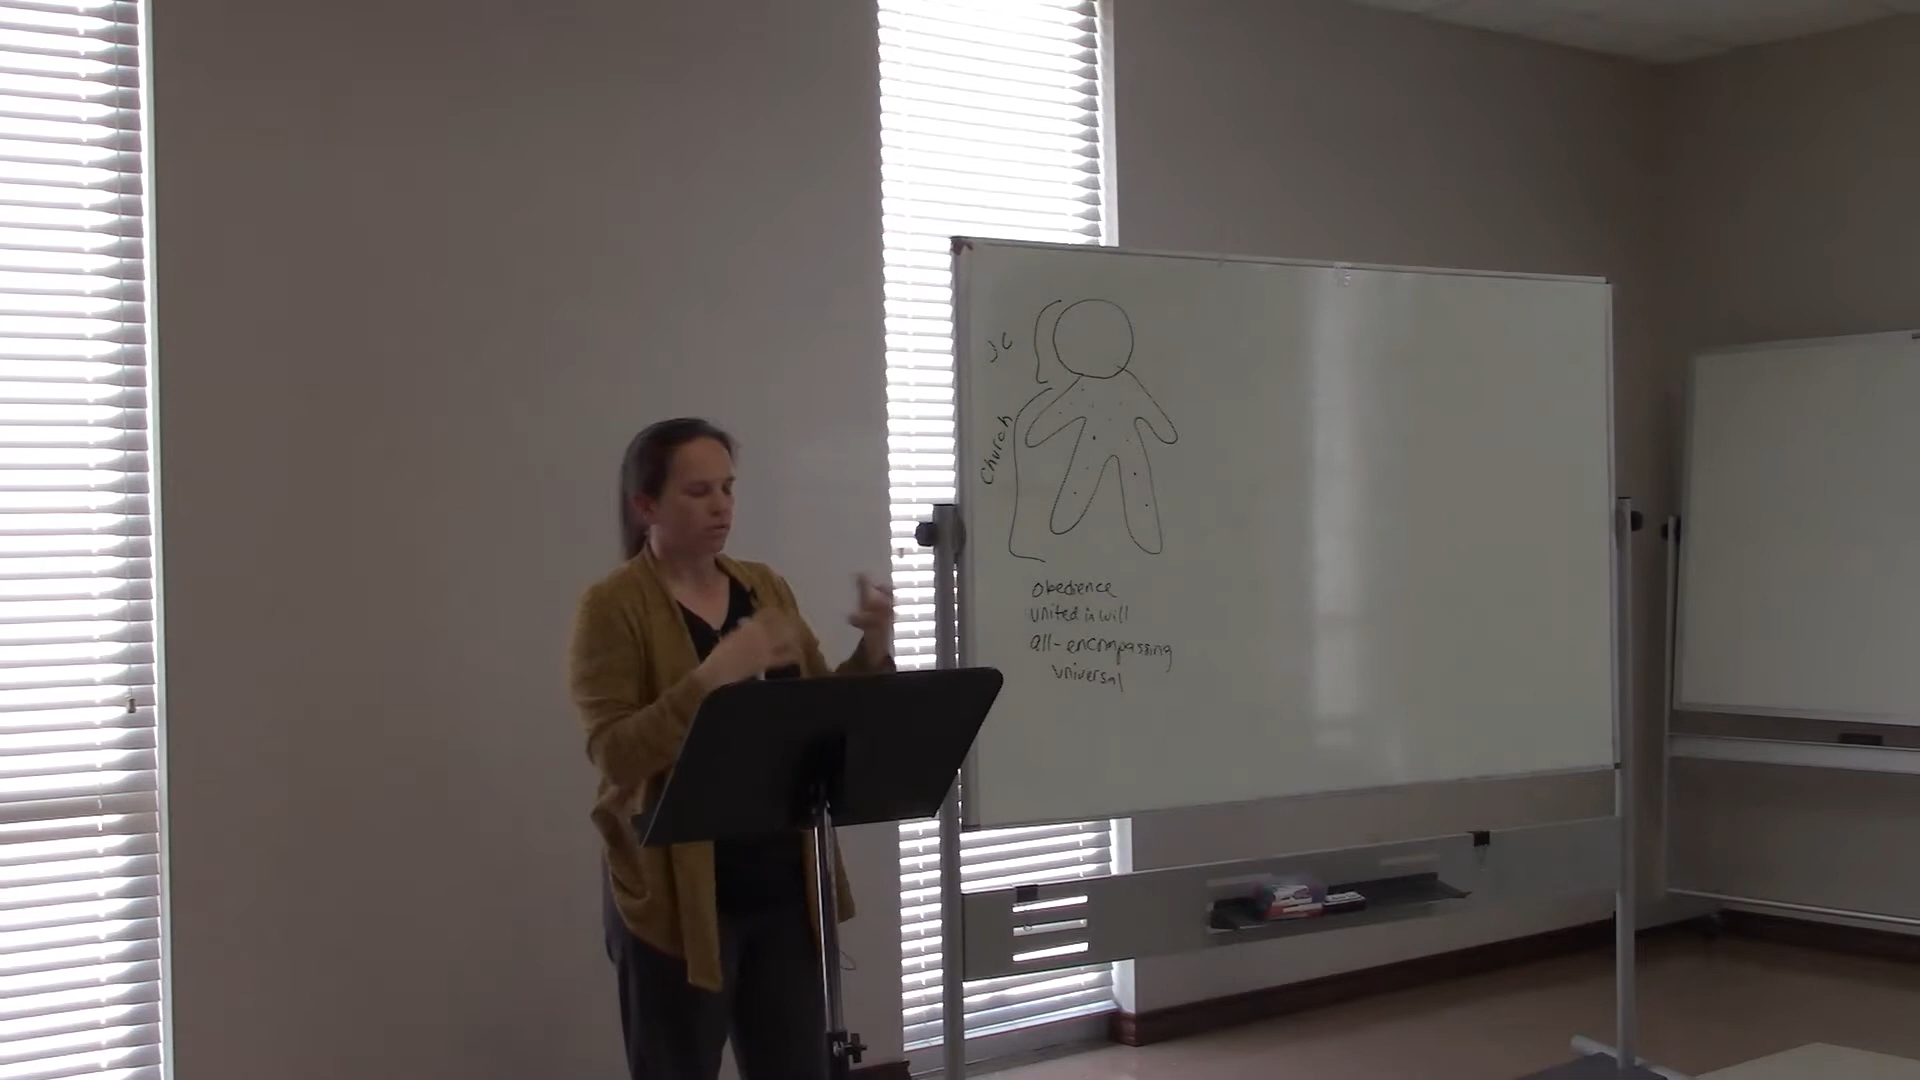 JC
Church
obedience
united in will
all-encompassing
universal